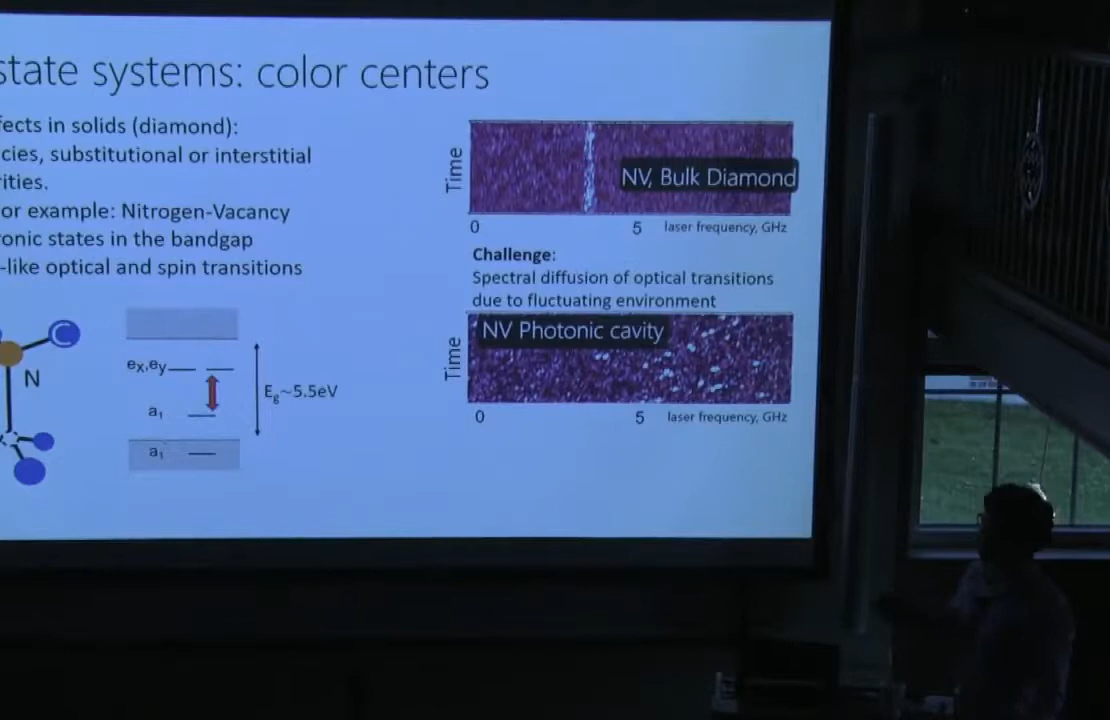 state systems: color centers
fects in solids (diamond):
cies, substitutional or interstitial
rities.
or example: Nitrogen-Vacancy
ronic states in the bandgap
-like optical and spin transitions
C
N
ex,ey
a1
a1
Eg~5.5eV
Time
NV, Bulk Diamond
0 5 laser frequency, GHz
Challenge:
Spectral diffusion of optical transitions
due to fluctuating environment
Time
NV Photonic cavity
0 5 laser frequency, GHz